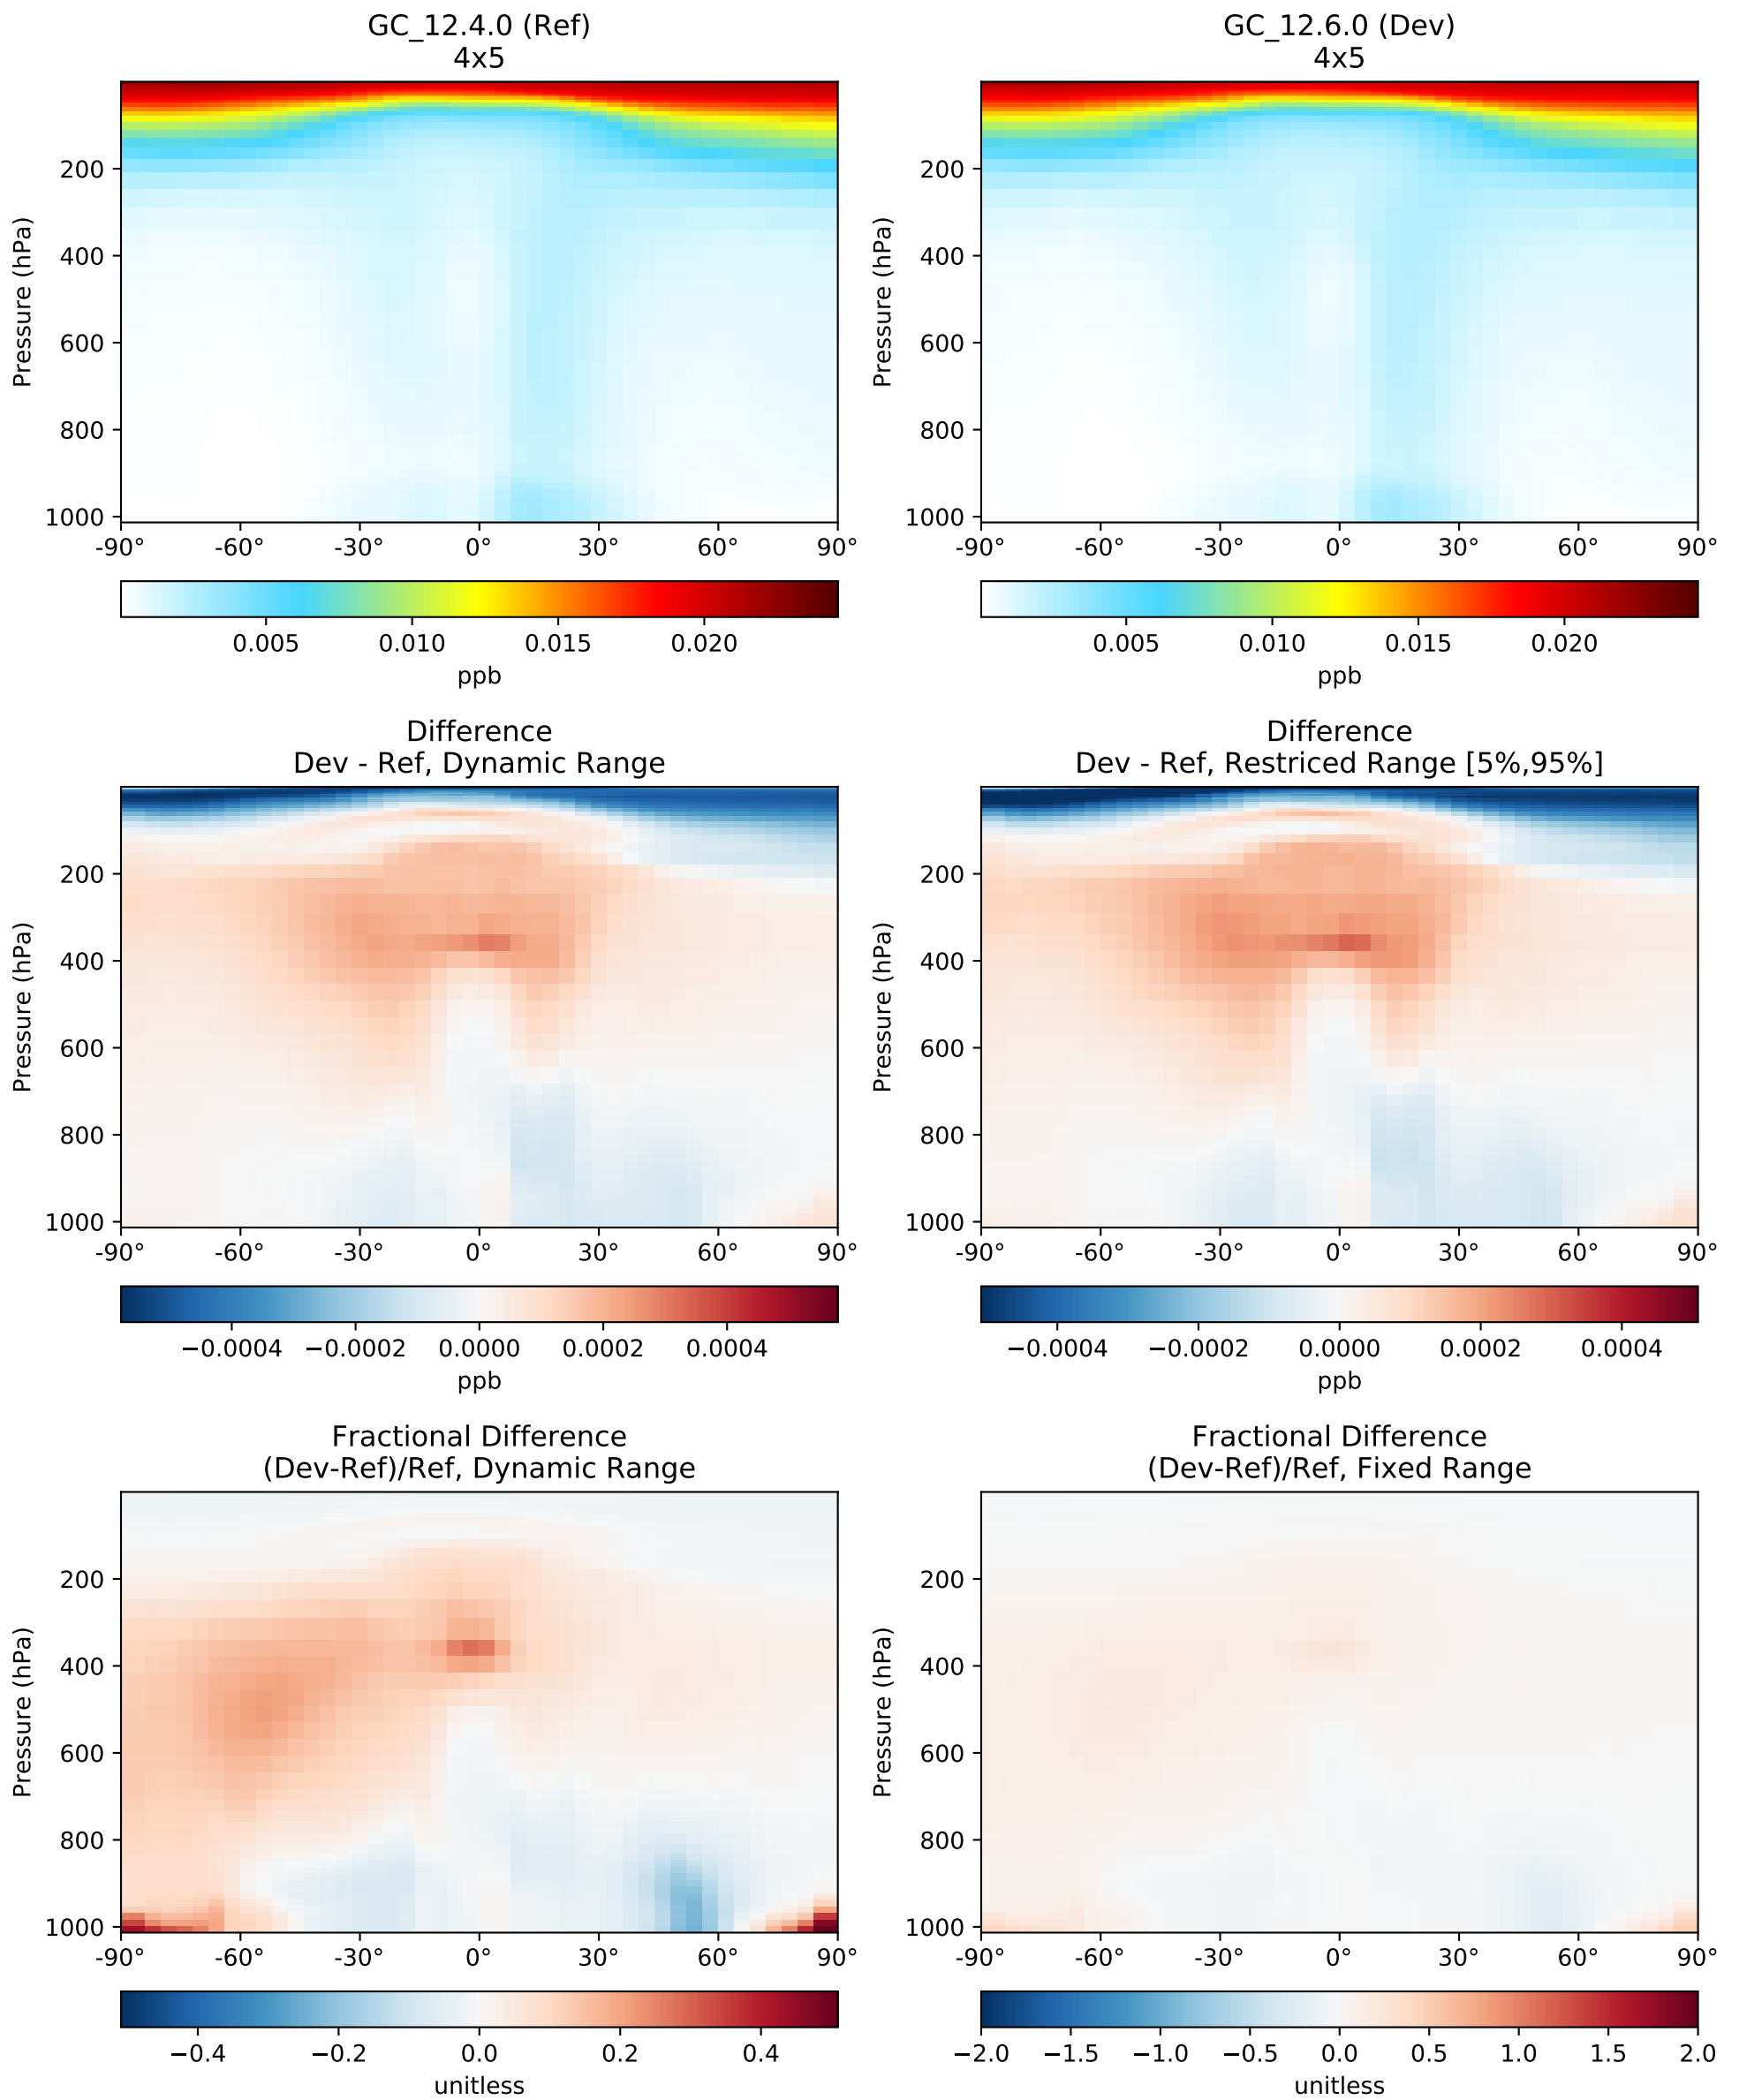 GC_12.4.0 (Ref)
4x5
Pressure (hPa)
200
400
600
800
1000
-90° -60° -30° 0° 30° 60° 90°
0.005 0.010 0.015 0.020
ppb
GC_12.6.0 (Dev)
4x5
Pressure (hPa)
200
400
600
800
1000
-90° -60° -30° 0° 30° 60° 90°
0.005 0.010 0.015 0.020
ppb
Difference
Dev - Ref, Dynamic Range
Pressure (hPa)
200
400
600
800
1000
-90° -60° -30° 0° 30° 60° 90°
−0.0004 −0.0002 0.0000 0.0002 0.0004
ppb
Difference
Dev - Ref, Restriced Range [5%,95%]
Pressure (hPa)
200
400
600
800
1000
-90° -60° -30° 0° 30° 60° 90°
−0.0004 −0.0002 0.0000 0.0002 0.0004
ppb
Fractional Difference
(Dev-Ref)/Ref, Dynamic Range
Pressure (hPa)
200
400
600
800
1000
-90° -60° -30° 0° 30° 60° 90°
−0.4 −0.2 0.0 0.2 0.4
unitless
Fractional Difference
(Dev-Ref)/Ref, Fixed Range
Pressure (hPa)
200
400
600
800
1000
-90° -60° -30° 0° 30° 60° 90°
−2.0 −1.5 −1.0 −0.5 0.0 0.5 1.0 1.5 2.0
unitless